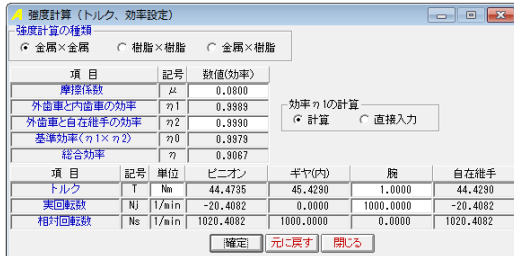 強度計算（トルク、効率設定）
強度計算の種類
金属×金属 樹脂×樹脂 金属×樹脂
項 目 記号 数値(効率)
摩擦係数 μ 0.0800
外歯車と内歯車の効率 η1 0.9989
外歯車と自在継手の効率 η2 0.9990
基準効率(η1×η2) η0 0.9979
総合効率 η 0.9067
効率η1の計算
計算 直接入力
項 目 記号 単位 ピニオン ギヤ(内) 腕 自在継手
トルク T Nm 44.4735 45.4290 1.0000 44.4290
実回転数 Nj 1/min -20.4082 0.0000 1000.0000 -20.4082
相対回転数 Ns 1/min 1020.4082 1000.0000 0.0000 1020.4082
確定 元に戻す 閉じる